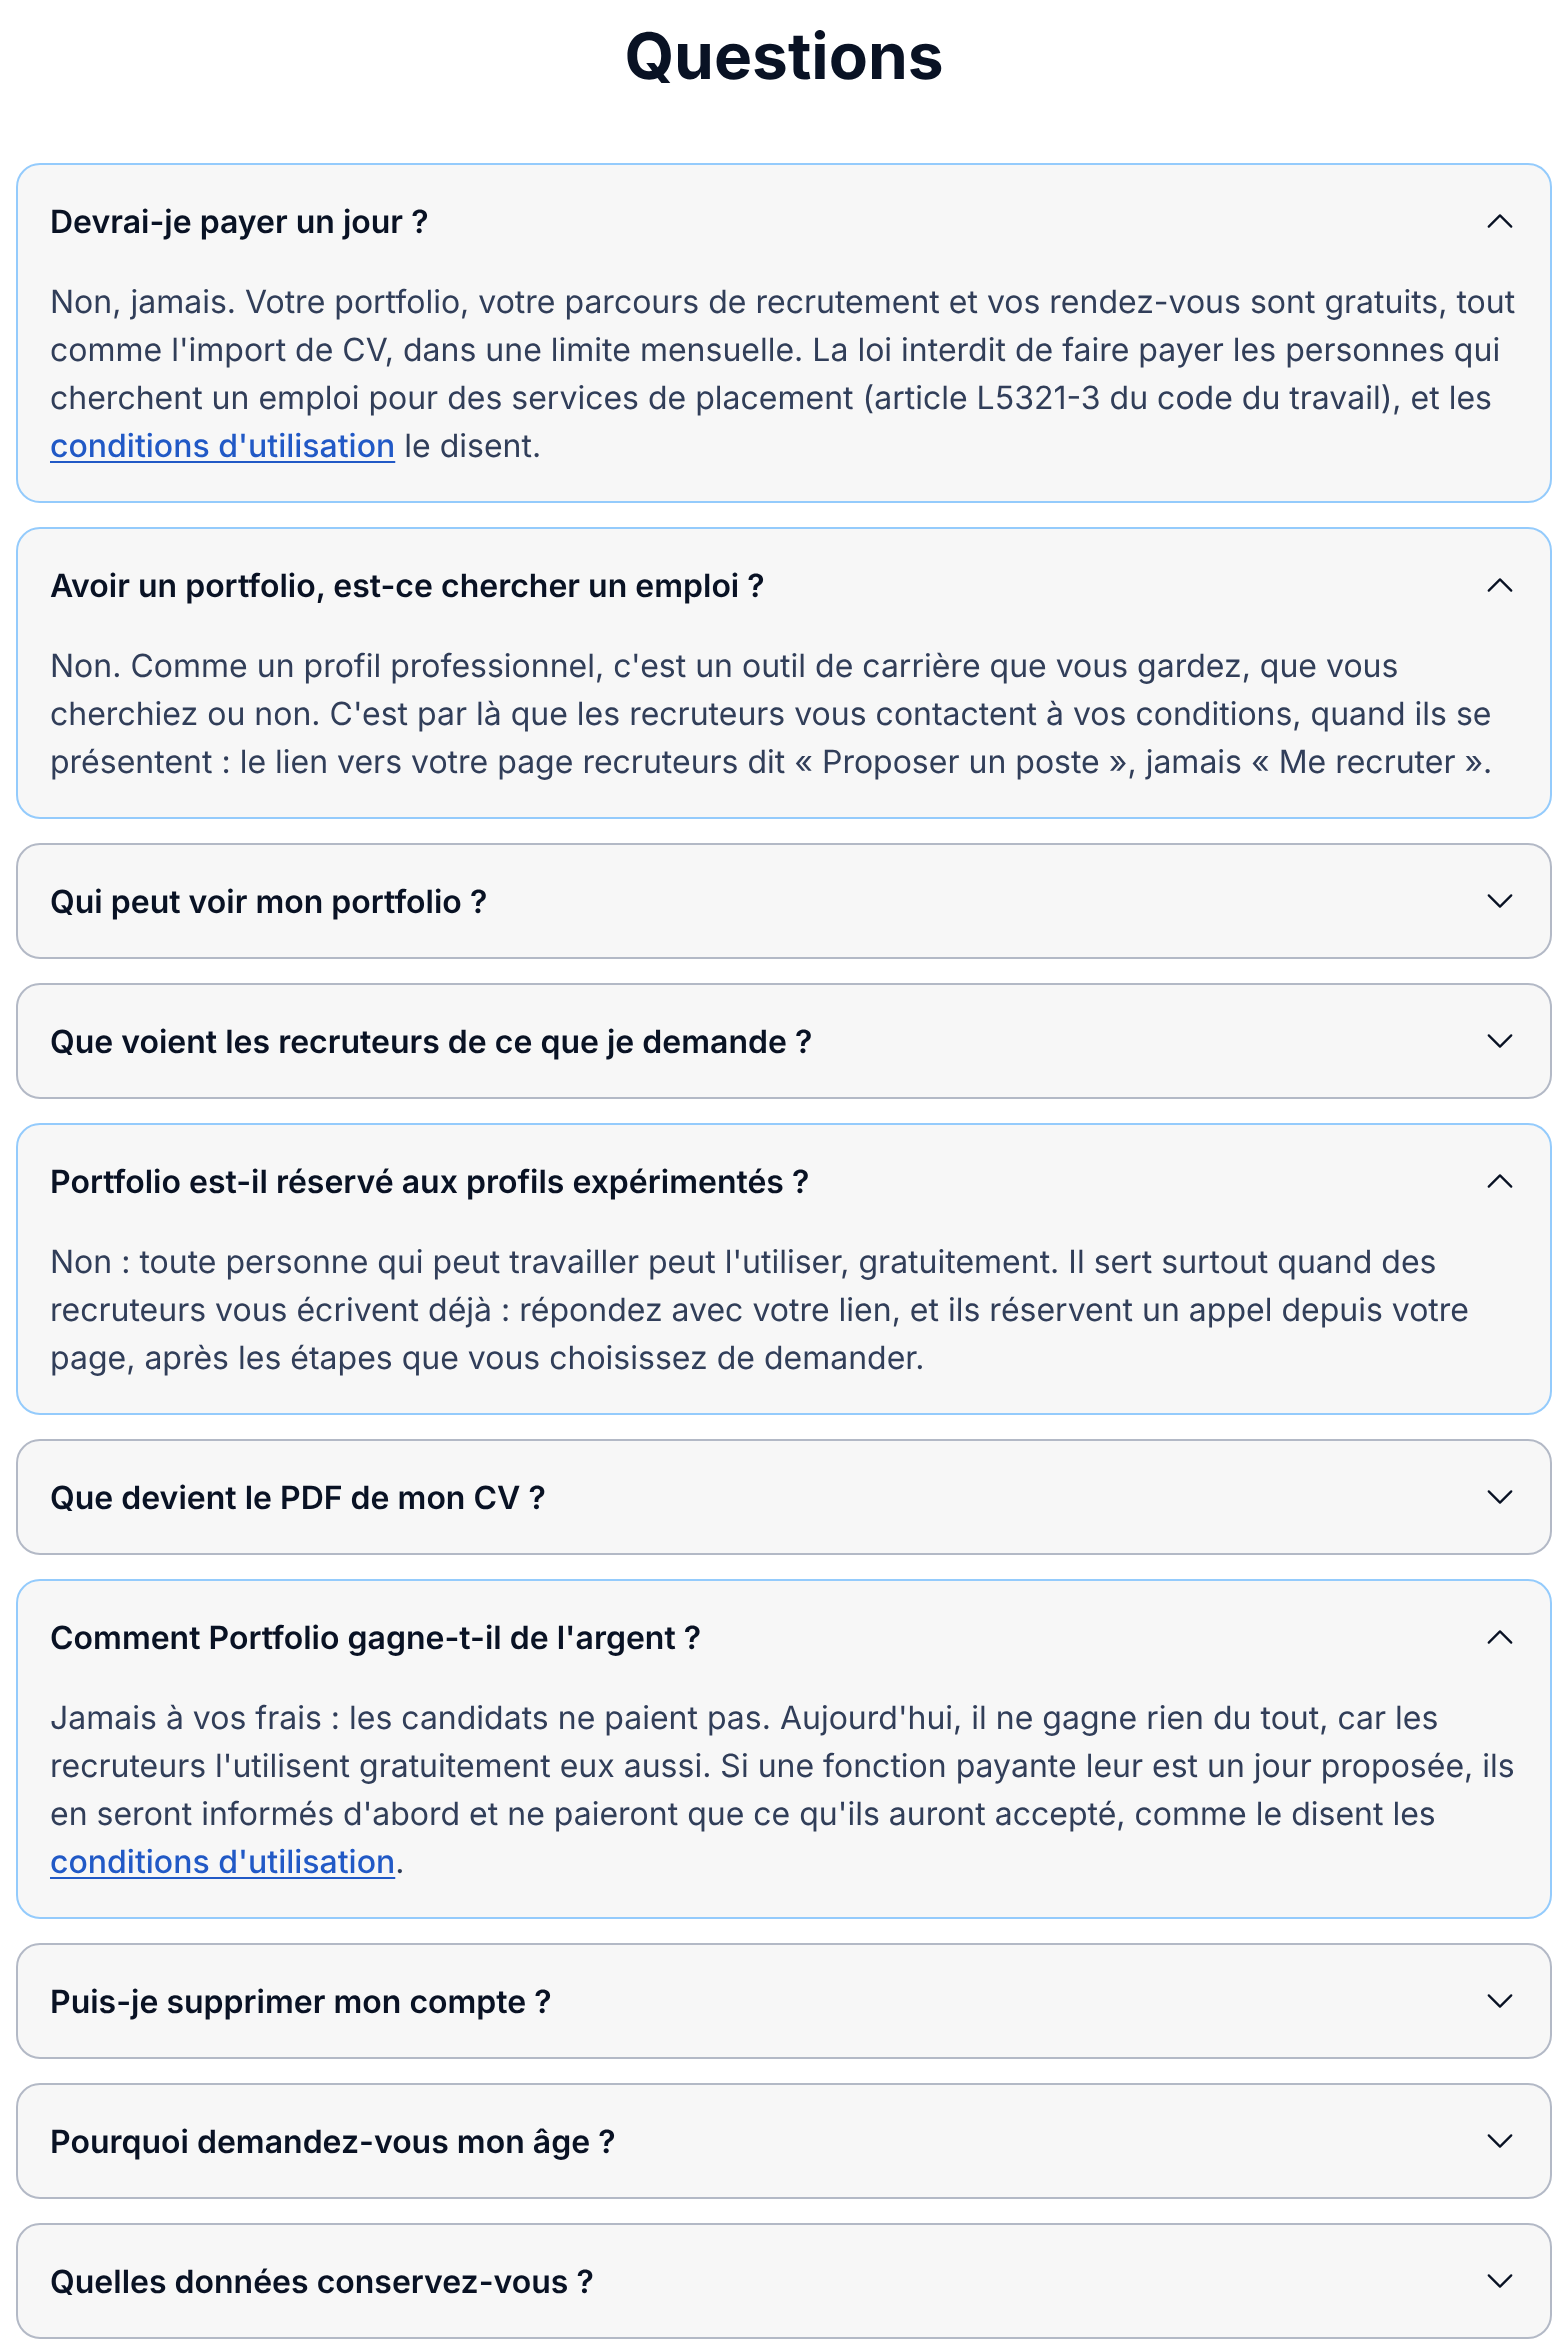 Questions
Devrai-je payer un jour ?
Non, jamais. Votre portfolio, votre parcours de recrutement et vos rendez-vous sont gratuits, tout
comme l'import de CV, dans une limite mensuelle. La loi interdit de faire payer les personnes qui
cherchent un emploi pour des services de placement (article L5321-3 du code du travail), et les
conditions d'utilisation le disent.
Avoir un portfolio, est-ce chercher un emploi ?
Non. Comme un profil professionnel, c'est un outil de carrière que vous gardez, que vous
cherchiez ou non. C'est par là que les recruteurs vous contactent à vos conditions, quand ils se
présentent : le lien vers votre page recruteurs dit « Proposer un poste », jamais « Me recruter ».
Qui peut voir mon portfolio ?
Que voient les recruteurs de ce que je demande ?
Portfolio est-il réservé aux profils expérimentés ?
Non : toute personne qui peut travailler peut l'utiliser, gratuitement. Il sert surtout quand des
recruteurs vous écrivent déjà : répondez avec votre lien, et ils réservent un appel depuis votre
page, après les étapes que vous choisissez de demander.
Que devient le PDF de mon CV ?
Comment Portfolio gagne-t-il de l'argent ?
Jamais à vos frais : les candidats ne paient pas. Aujourd'hui, il ne gagne rien du tout, car les
recruteurs l'utilisent gratuitement eux aussi. Si une fonction payante leur est un jour proposée, ils
en seront informés d'abord et ne paieront que ce qu'ils auront accepté, comme le disent les
conditions d'utilisation.
Puis-je supprimer mon compte ?
Pourquoi demandez-vous mon âge ?
Quelles données conservez-vous ?